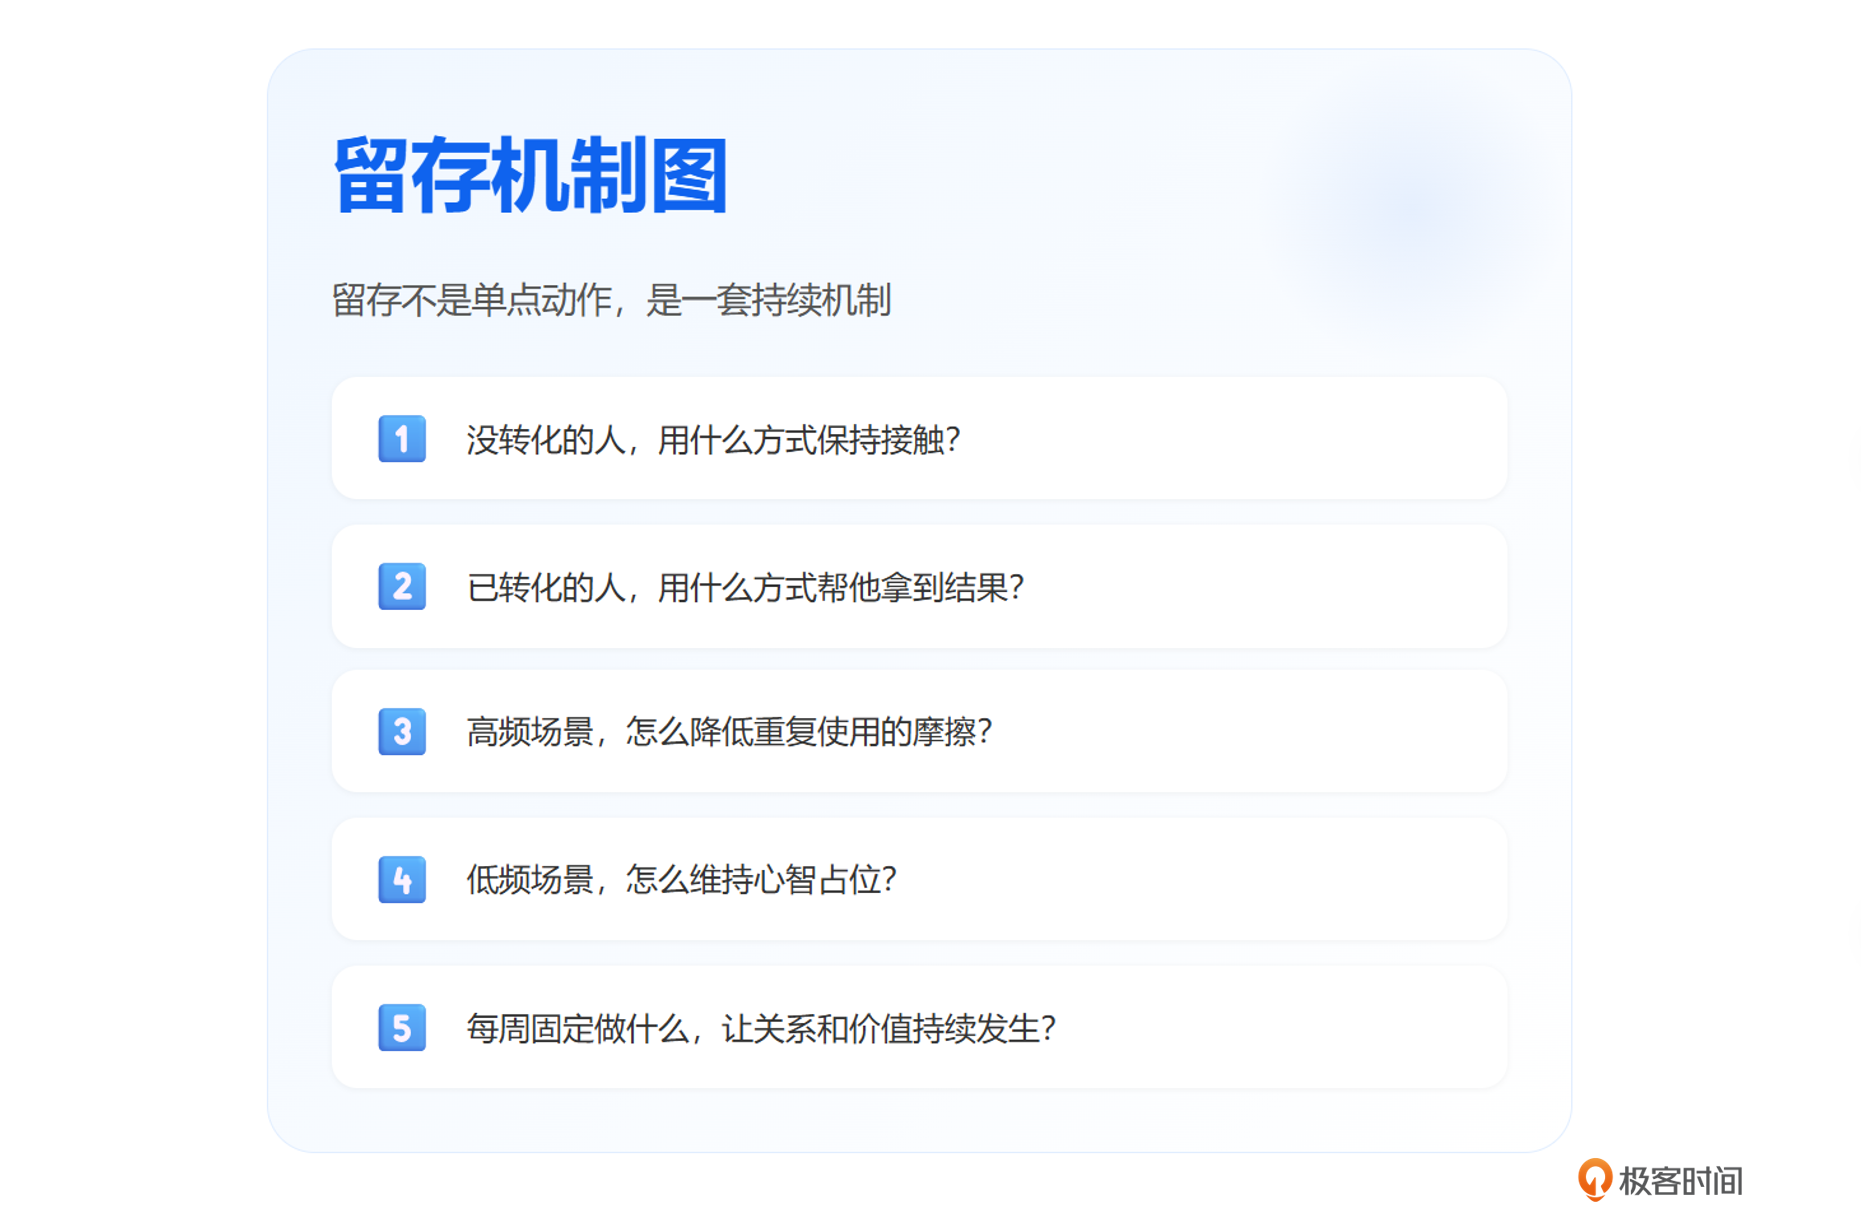 留存机制图
留存不是单点动作，是一套持续机制
1 没转化的人，用什么方式保持接触？
2 已转化的人，用什么方式帮他拿到结果？
3 高频场景，怎么降低重复使用的摩擦？
4 低频场景，怎么维持心智占位？
5 每周固定做什么，让关系和价值持续发生？
极客时间